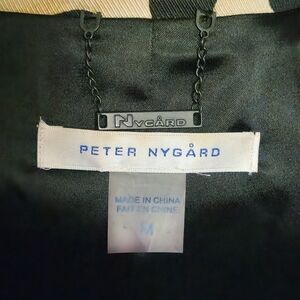 NYGÅRD
PETER NYGÅRD
MADE IN CHINA
FAIT EN CHINE
M